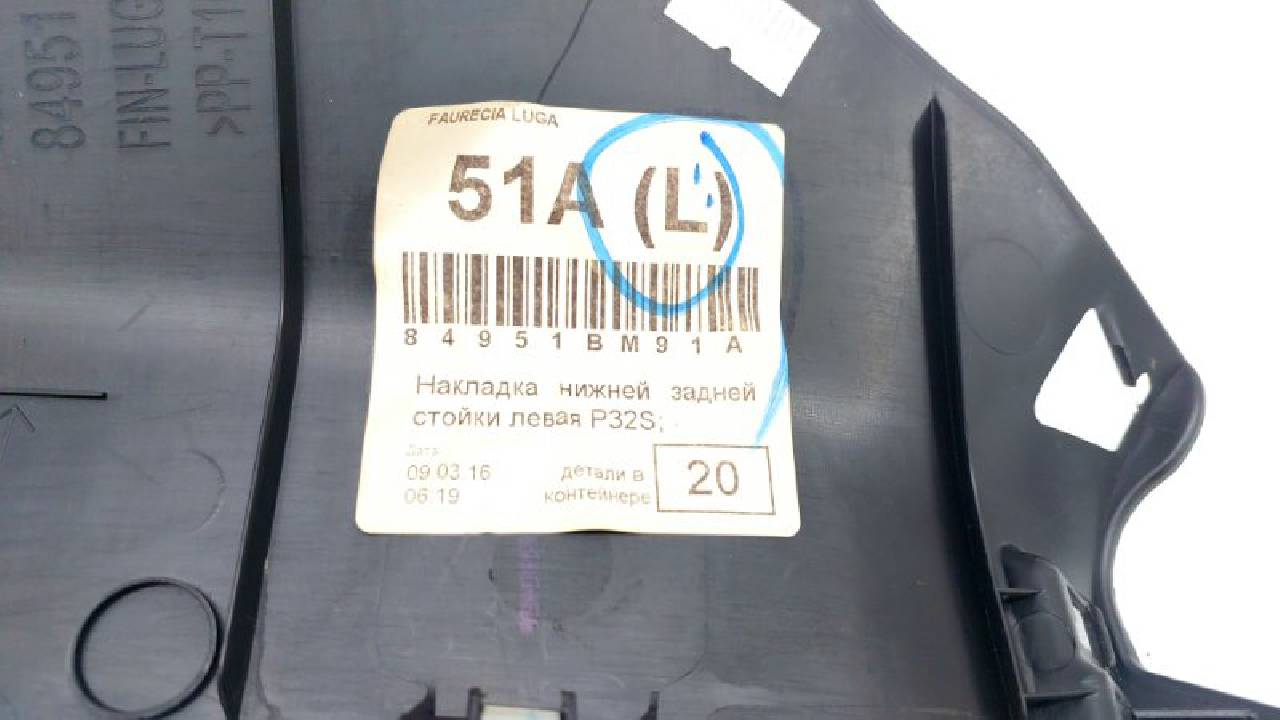 84951
FIN-LUG
>PP-T1
FAURECIA LUGA
51A (L)
84951BM91A
Накладка нижней задней
стойки левая P32S;
Дата
09 03 16
06 19
детали в
контейнере
20